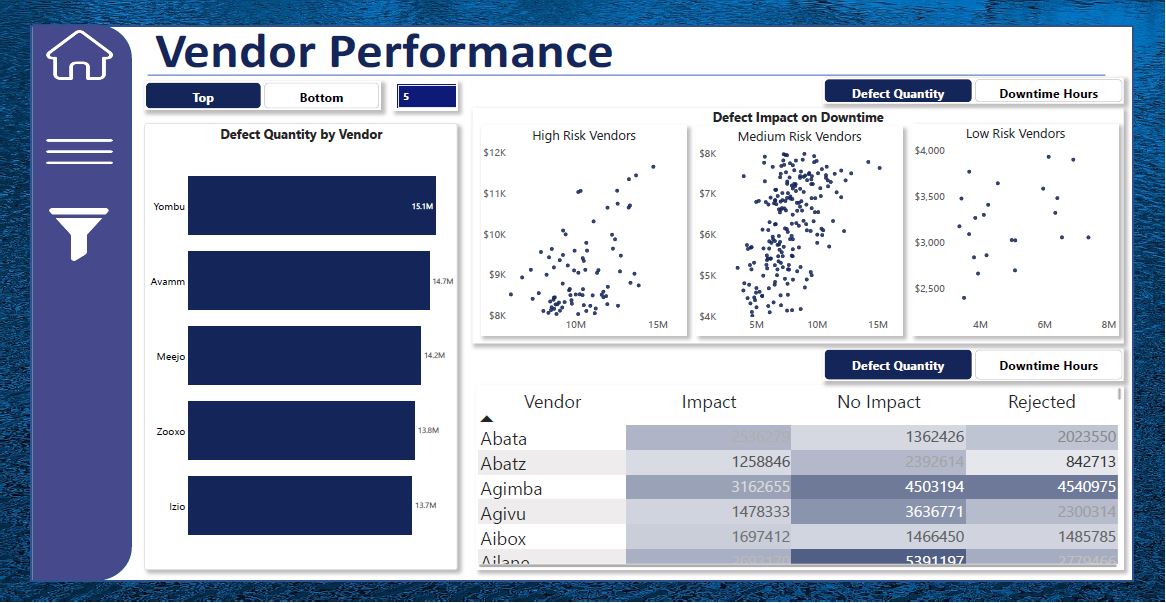 Vendor Performance
Top
Bottom
5
Defect Quantity
Downtime Hours
Defect Quantity by Vendor
Yombu
15.1M
Avamm
14.7M
Meejo
14.2M
Zooxo
13.8M
Izio
13.7M
Defect Impact on Downtime
High Risk Vendors
$12K
$11K
$10K
$9K
$8K
10M 15M
Medium Risk Vendors
$8K
$7K
$6K
$5K
$4K
5M 10M 15M
Low Risk Vendors
$4,000
$3,500
$3,000
$2,500
4M 6M 8M
Defect Quantity
Downtime Hours
Vendor Impact No Impact Rejected
Abata 2536279 1362426 2023550
Abatz 1258846 2392614 842713
Agimba 3162655 4503194 4540975
Agivu 1478333 3636771 2300314
Aibox 1697412 1466450 1485785
Ailane 5391197